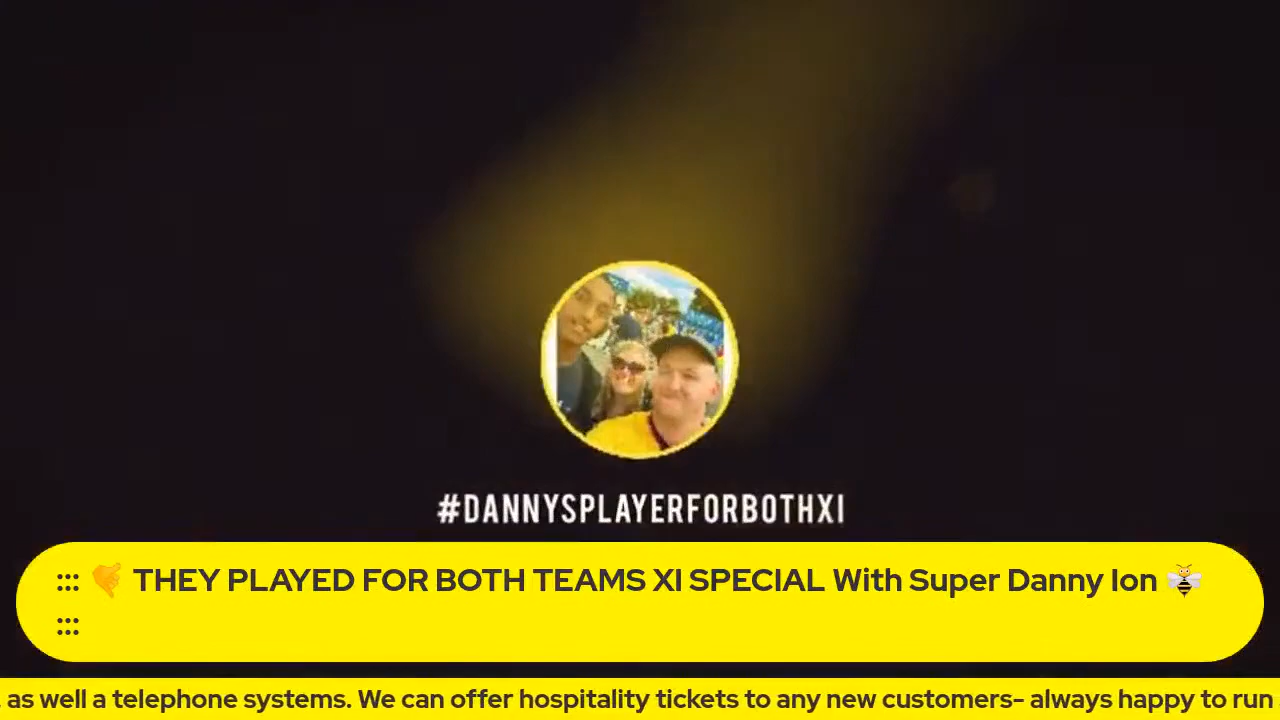 #DANNYSPLAYERFORBOTHXI
::: 🤙 THEY PLAYED FOR BOTH TEAMS XI SPECIAL With Super Danny Ion 🐝
:::
as well a telephone systems. We can offer hospitality tickets to any new customers- always happy to run